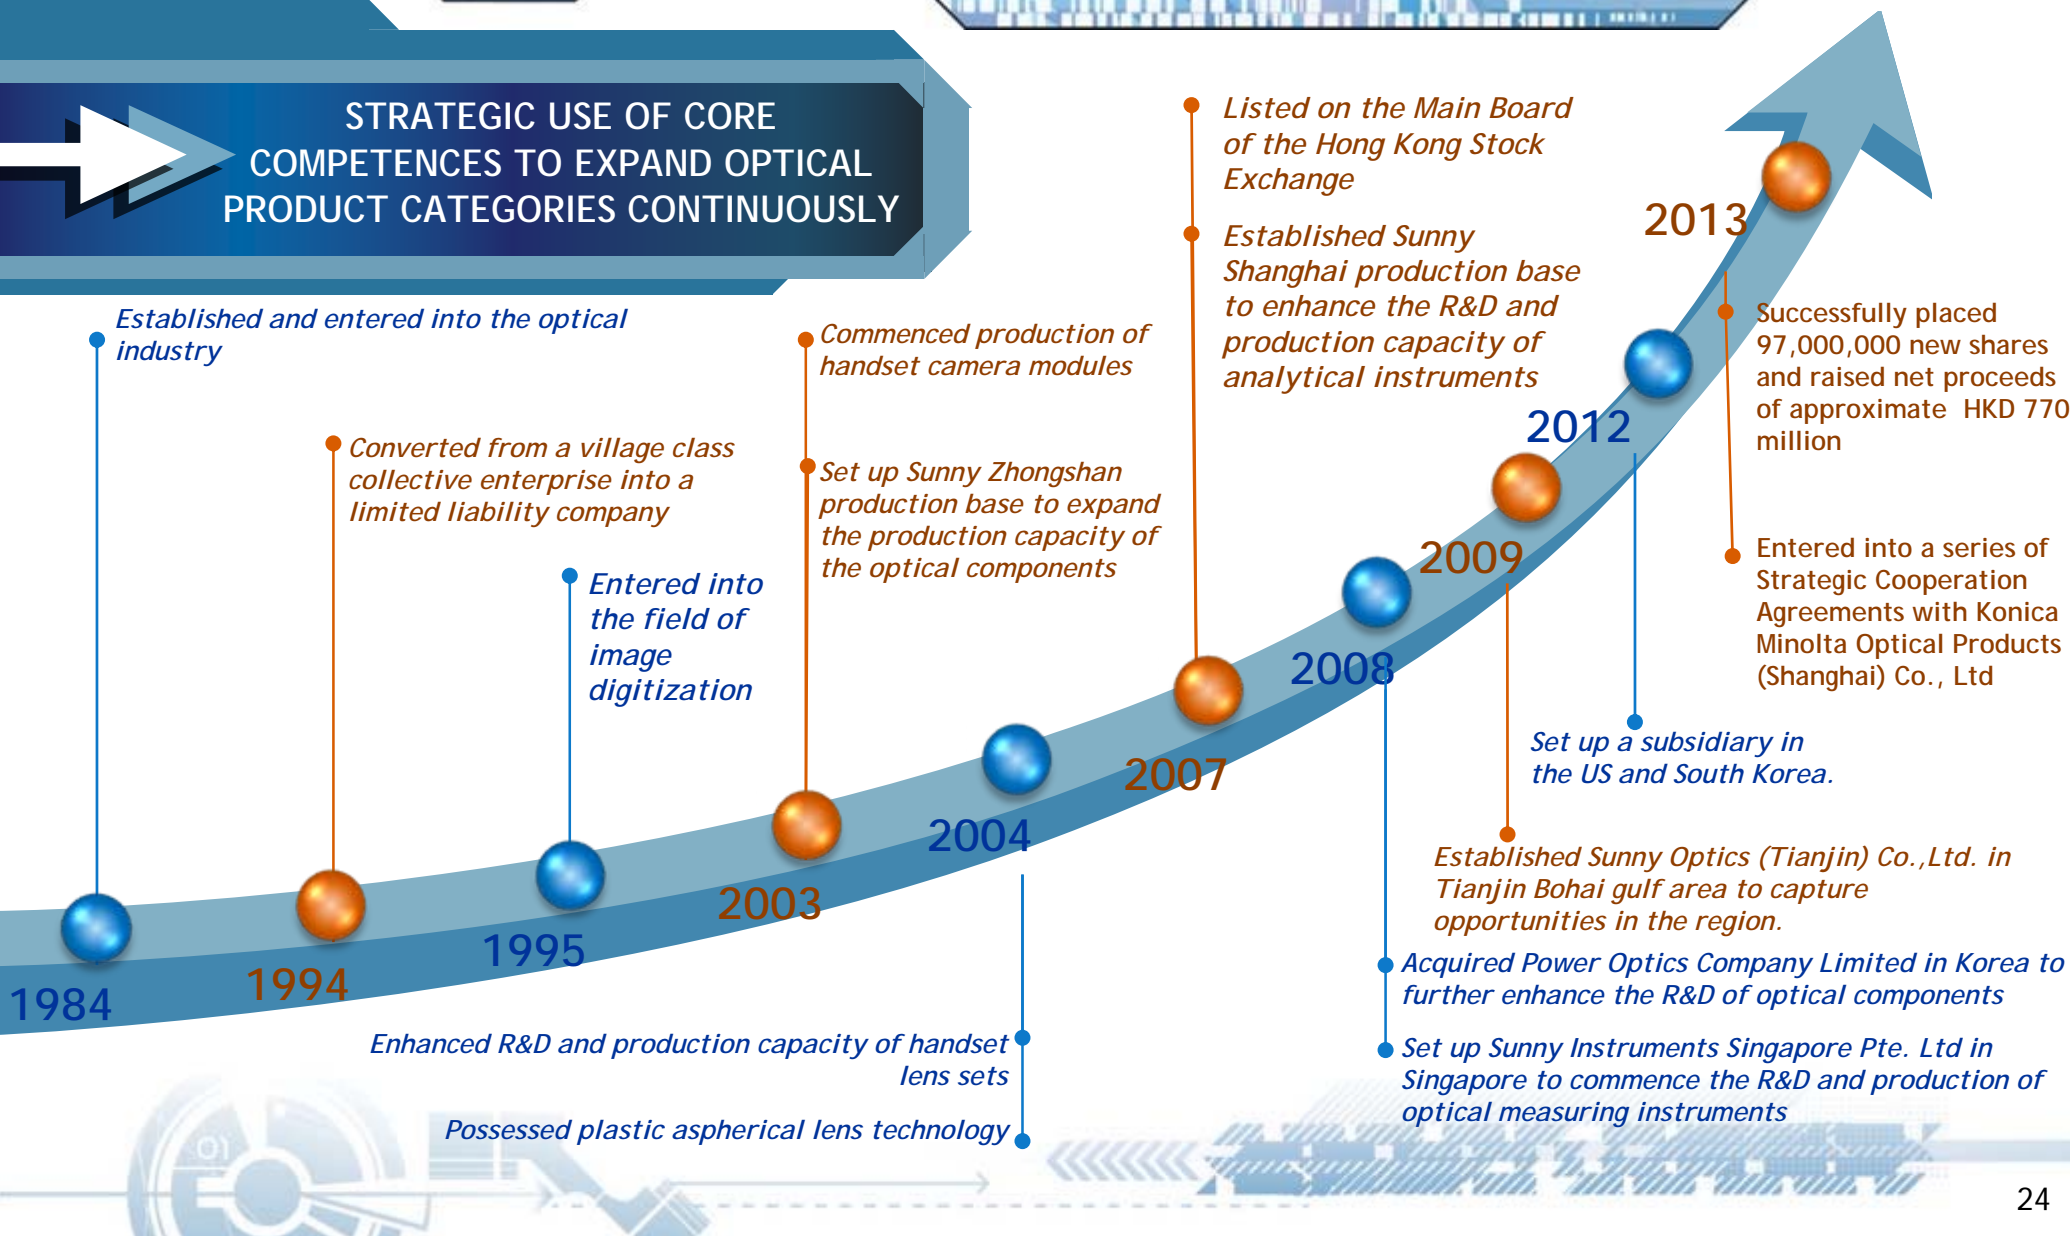 STRATEGIC USE OF CORE
COMPETENCES TO EXPAND OPTICAL
PRODUCT CATEGORIES CONTINUOUSLY
Established and entered into the optical
industry
1984
Converted from a village class
collective enterprise into a
limited liability company
1994
Entered into
the field of
image
digitization
1995
Commenced production of
handset camera modules
Set up Sunny Zhongshan
production base to expand
the production capacity of
the optical components
2003
2004
Enhanced R&D and production capacity of handset
lens sets
Possessed plastic aspherical lens technology
Listed on the Main Board
of the Hong Kong Stock
Exchange
Established Sunny
Shanghai production base
to enhance the R&D and
production capacity of
analytical instruments
2007
2008
Acquired Power Optics Company Limited in Korea to
further enhance the R&D of optical components
Set up Sunny Instruments Singapore Pte. Ltd in
Singapore to commence the R&D and production of
optical measuring instruments
2009
Established Sunny Optics (Tianjin) Co.,Ltd. in
Tianjin Bohai gulf area to capture
opportunities in the region.
2012
Set up a subsidiary in
the US and South Korea.
2013
Successfully placed
97,000,000 new shares
and raised net proceeds
of approximate HKD 770
million
Entered into a series of
Strategic Cooperation
Agreements with Konica
Minolta Optical Products
(Shanghai) Co., Ltd
01
24